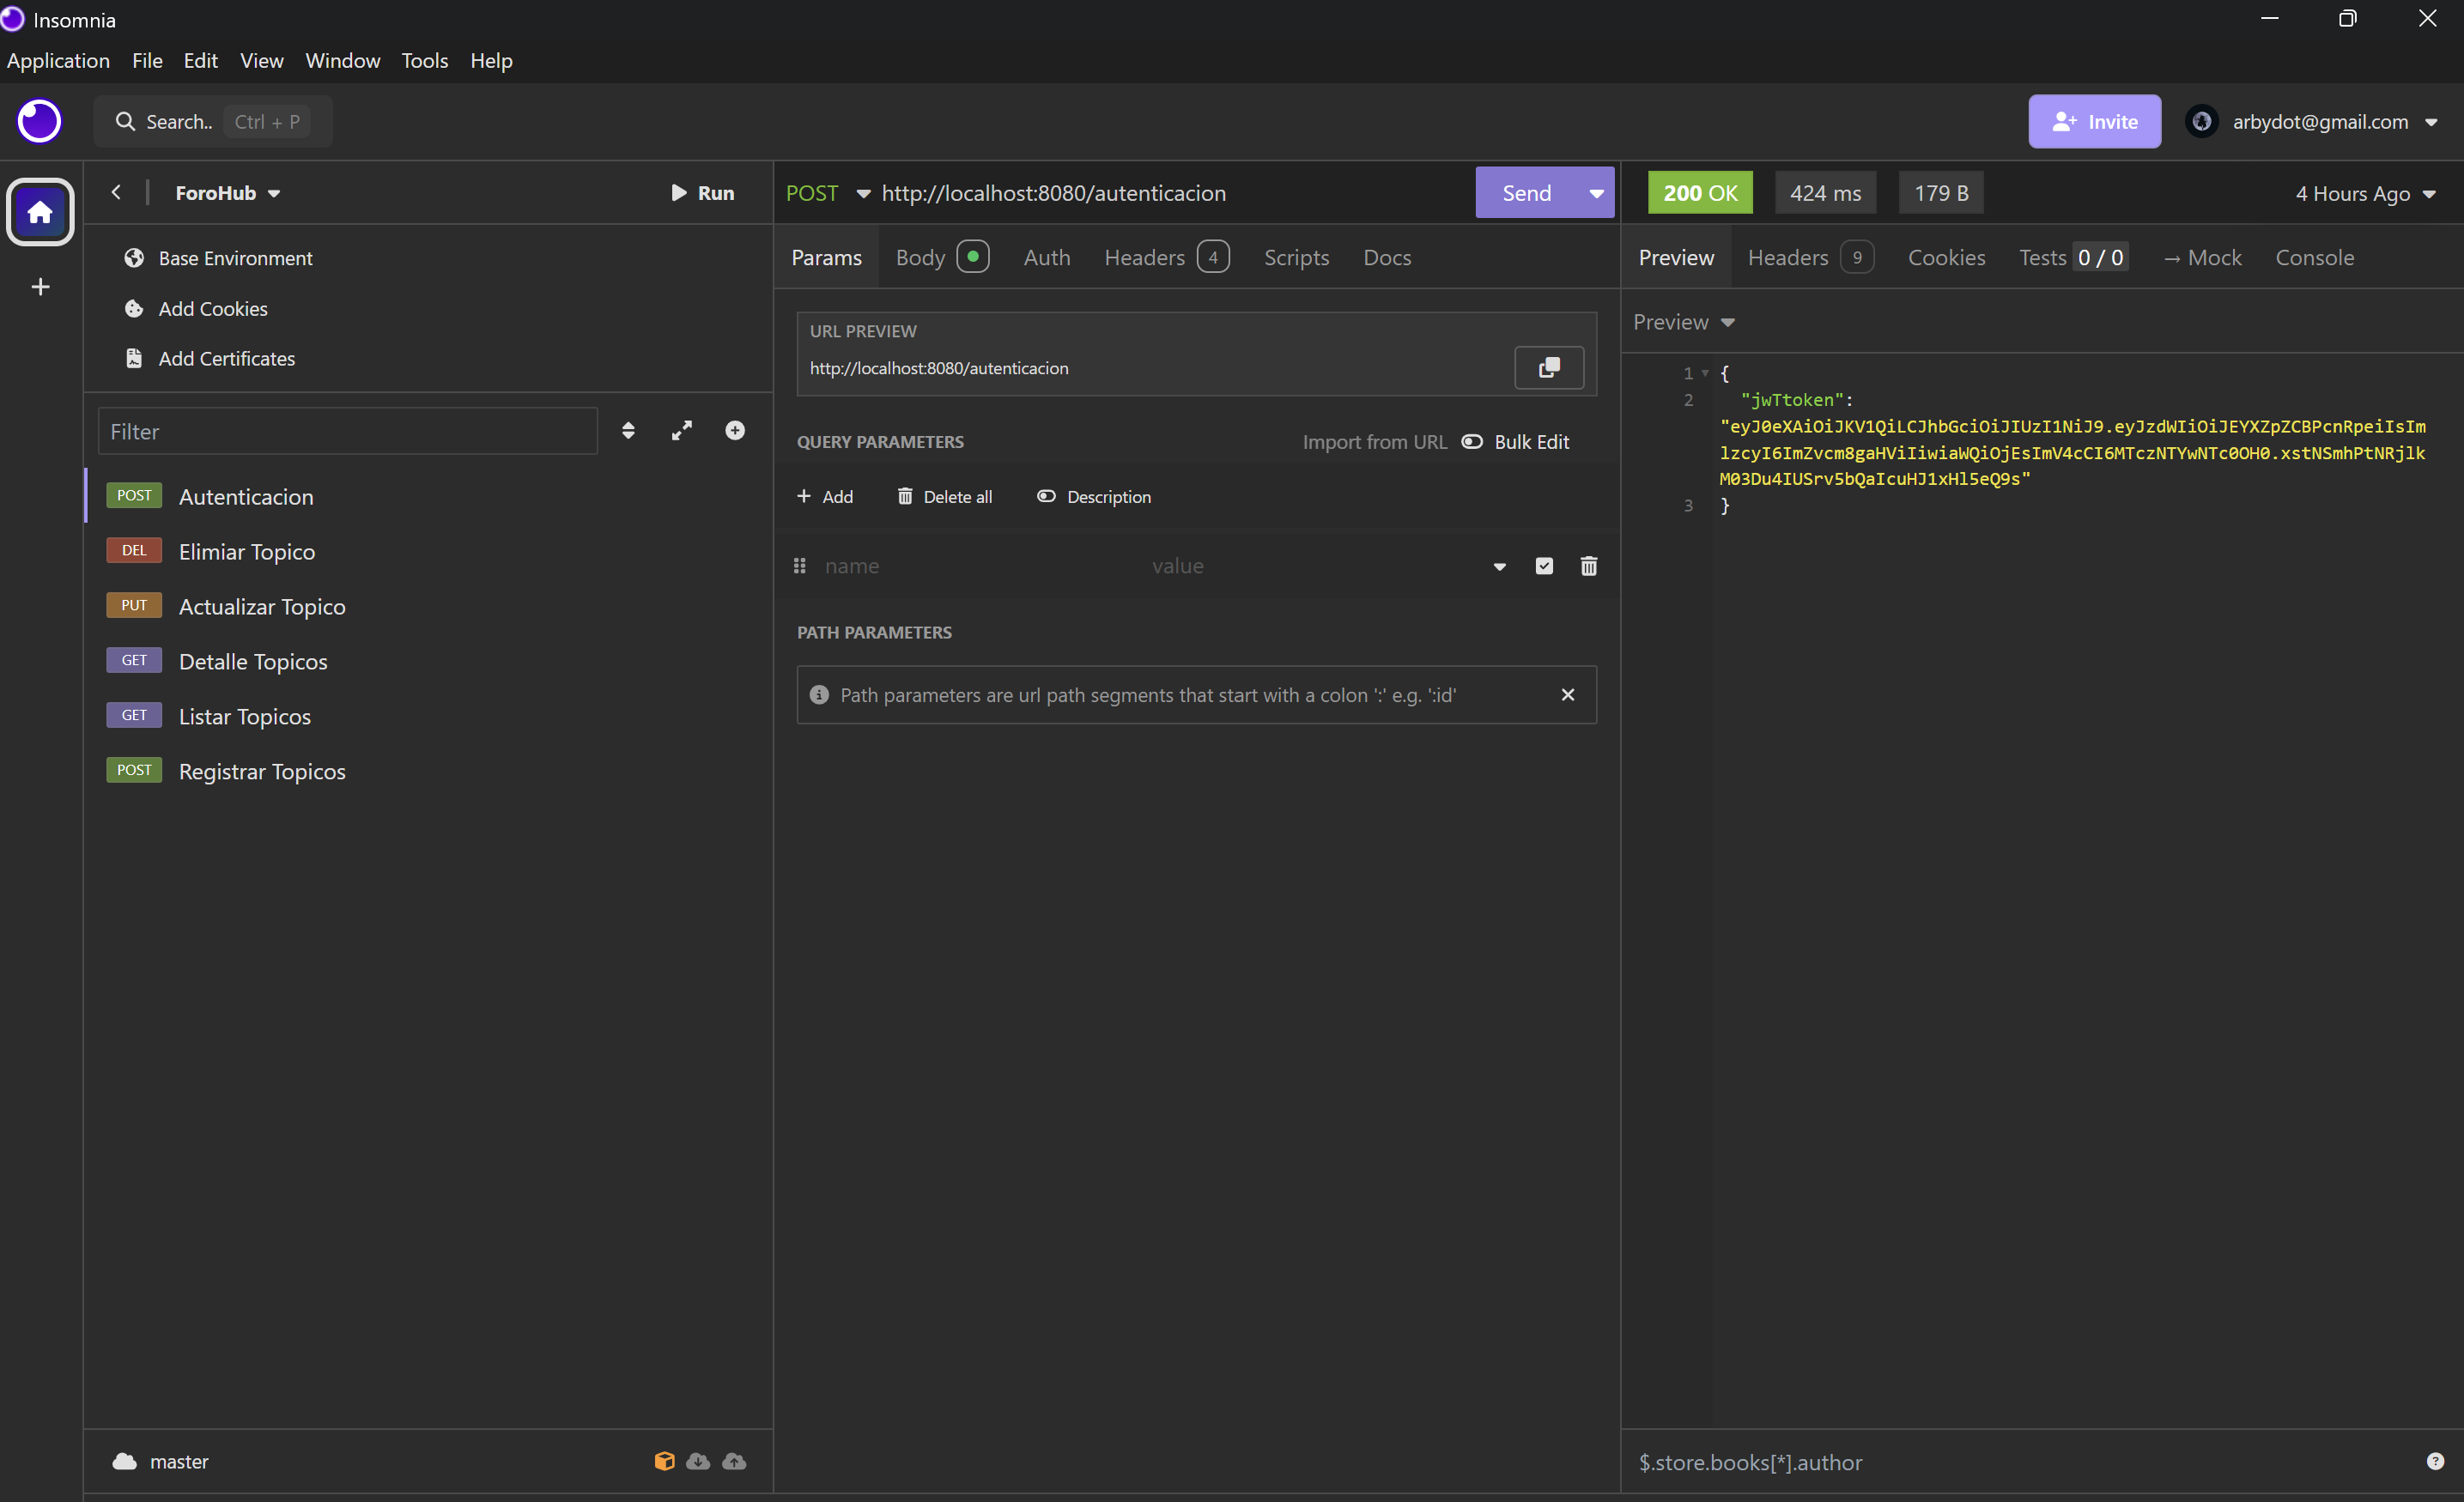 Insomnia
Application File Edit View Window Tools Help
Search.. Ctrl + P
Invite arbydot@gmail.com
ForoHub Run
Base Environment
Add Cookies
Add Certificates
Filter
POST Autenticacion
DEL Elimiar Topico
PUT Actualizar Topico
GET Detalle Topicos
GET Listar Topicos
POST Registrar Topicos
master
POST http://localhost:8080/autenticacion Send
Params Body Auth Headers 4 Scripts Docs
URL PREVIEW
http://localhost:8080/autenticacion
QUERY PARAMETERS Import from URL Bulk Edit
+ Add Delete all Description
name value
PATH PARAMETERS
Path parameters are url path segments that start with a colon ':' e.g. ':id'
200 OK 424 ms 179 B 4 Hours Ago
Preview Headers 9 Cookies Tests 0 / 0 → Mock Console
Preview
1 {
2 "jwTtoken":
"eyJ0eXAiOiJKV1QiLCJhbGciOiJIUzI1NiJ9.eyJzdWIiOiJEYXZpZCBPcnRpeiIsIm
lzcyI6ImZvcm8gaHViIiwiaWQiOjEsImV4cCI6MTczNTYwNTc0OH0.xstNSmhPtNRjlk
M03Du4IUSrv5bQaIcuHJ1xHl5eQ9s"
3 }
$.store.books[*].author